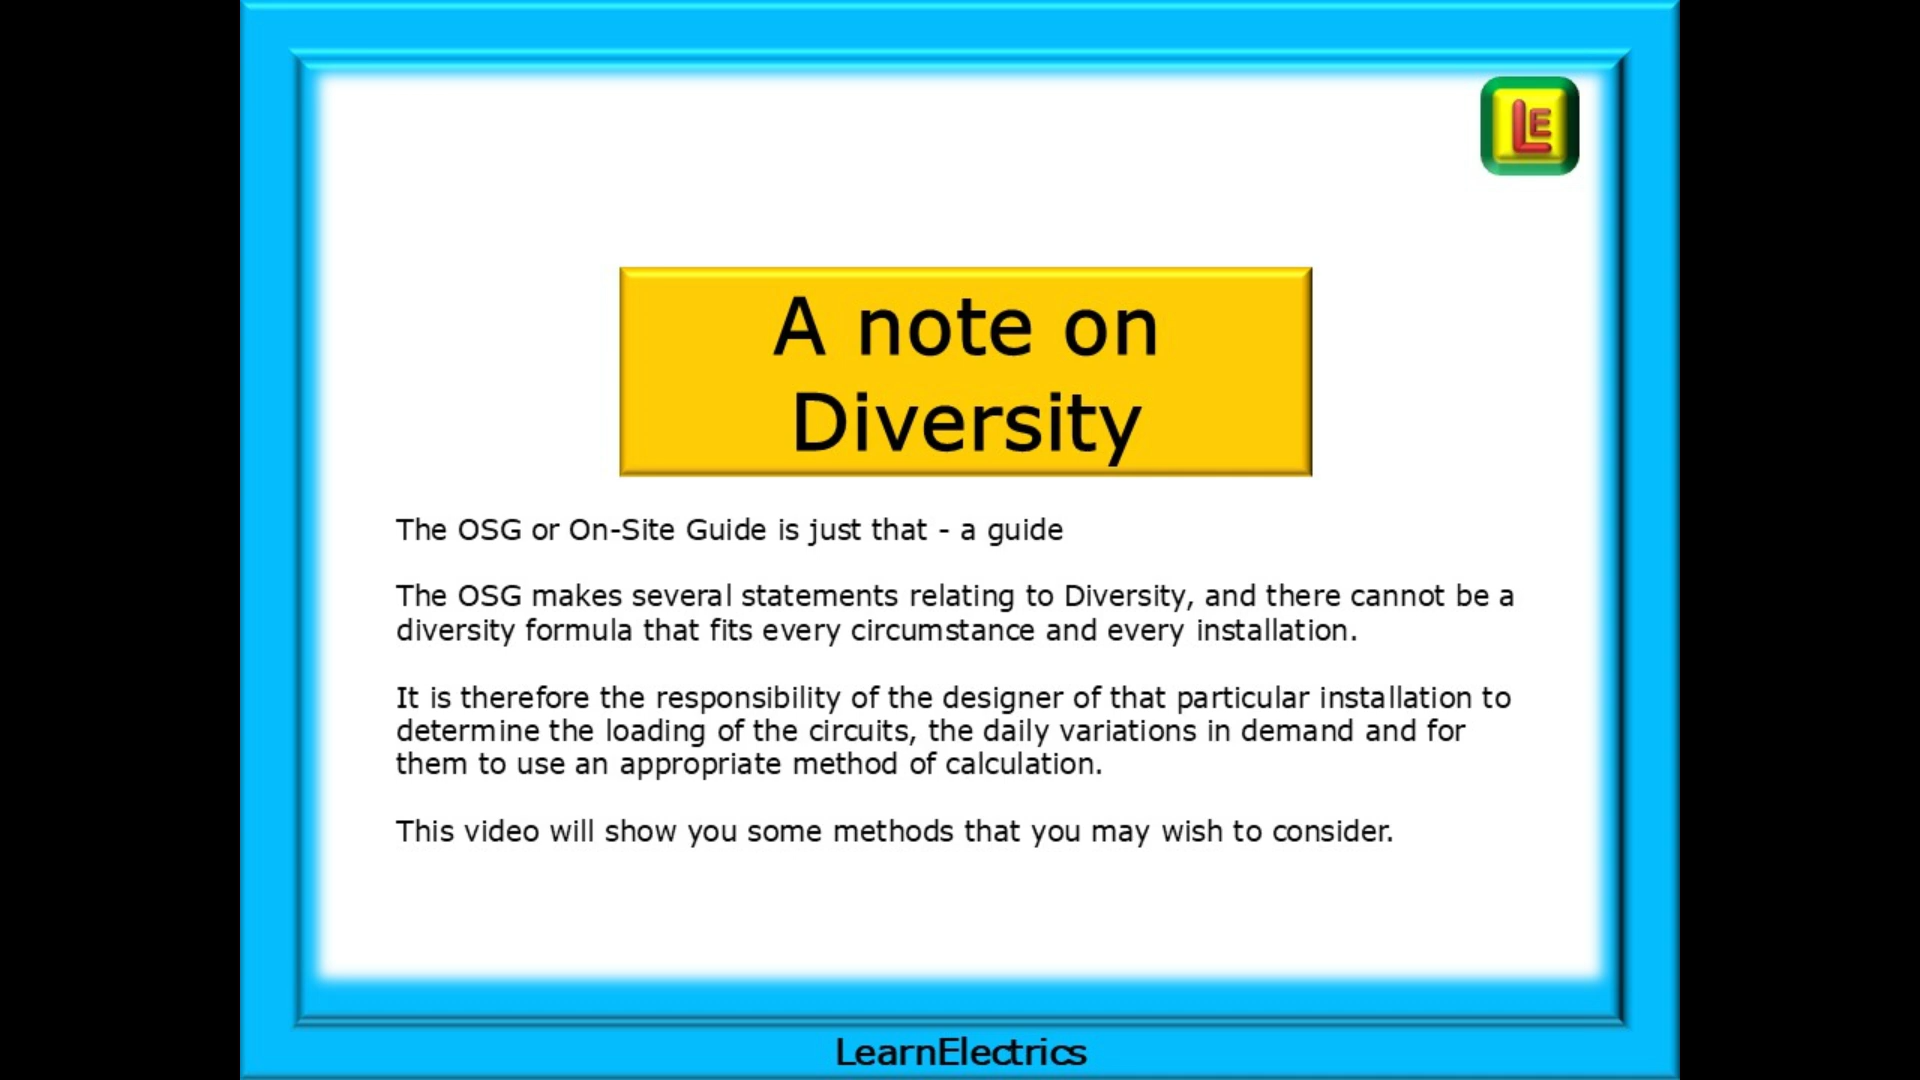 LE
A note on
Diversity
The OSG or On-Site Guide is just that - a guide
The OSG makes several statements relating to Diversity, and there cannot be a
diversity formula that fits every circumstance and every installation.
It is therefore the responsibility of the designer of that particular installation to
determine the loading of the circuits, the daily variations in demand and for
them to use an appropriate method of calculation.
This video will show you some methods that you may wish to consider.
LearnElectrics